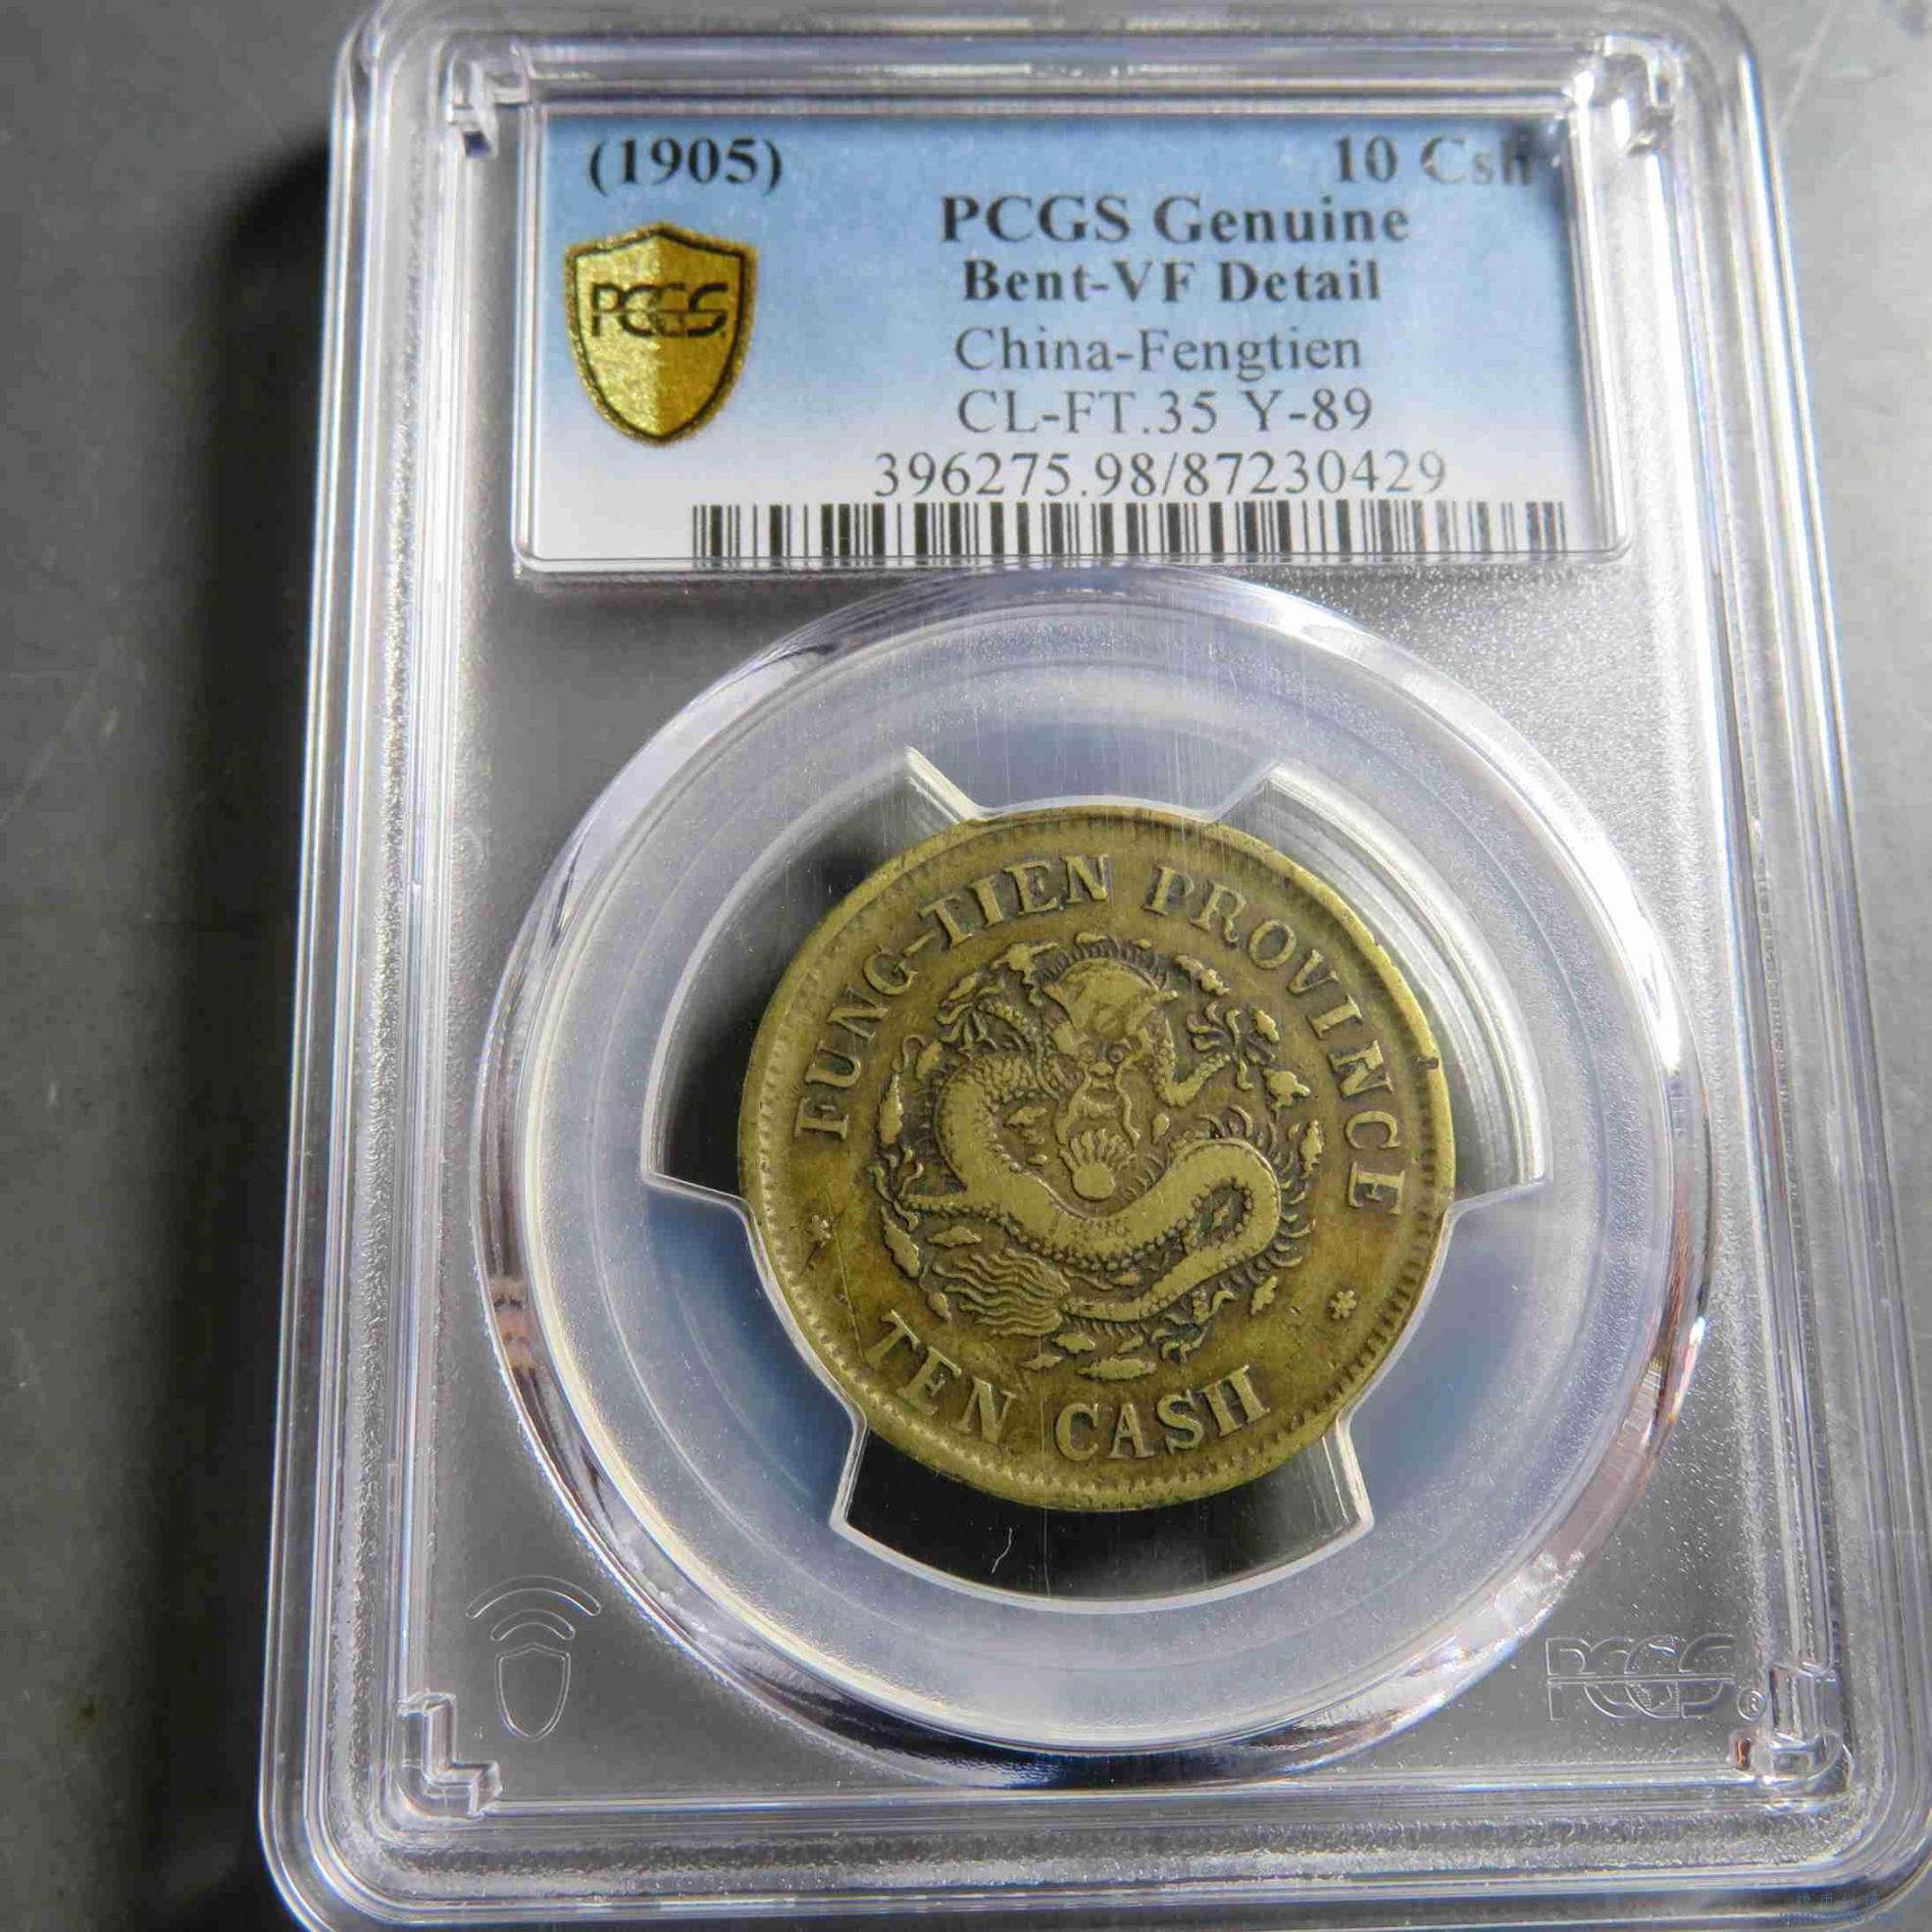 (1905) 10 Csh
PCGS Genuine
Bent-VF Detail
PCGS
China-Fengtien
CL-FT.35 Y-89
396275.98/87230429
FUNG-TIEN PROVINCE
TEN CASH
PCGS